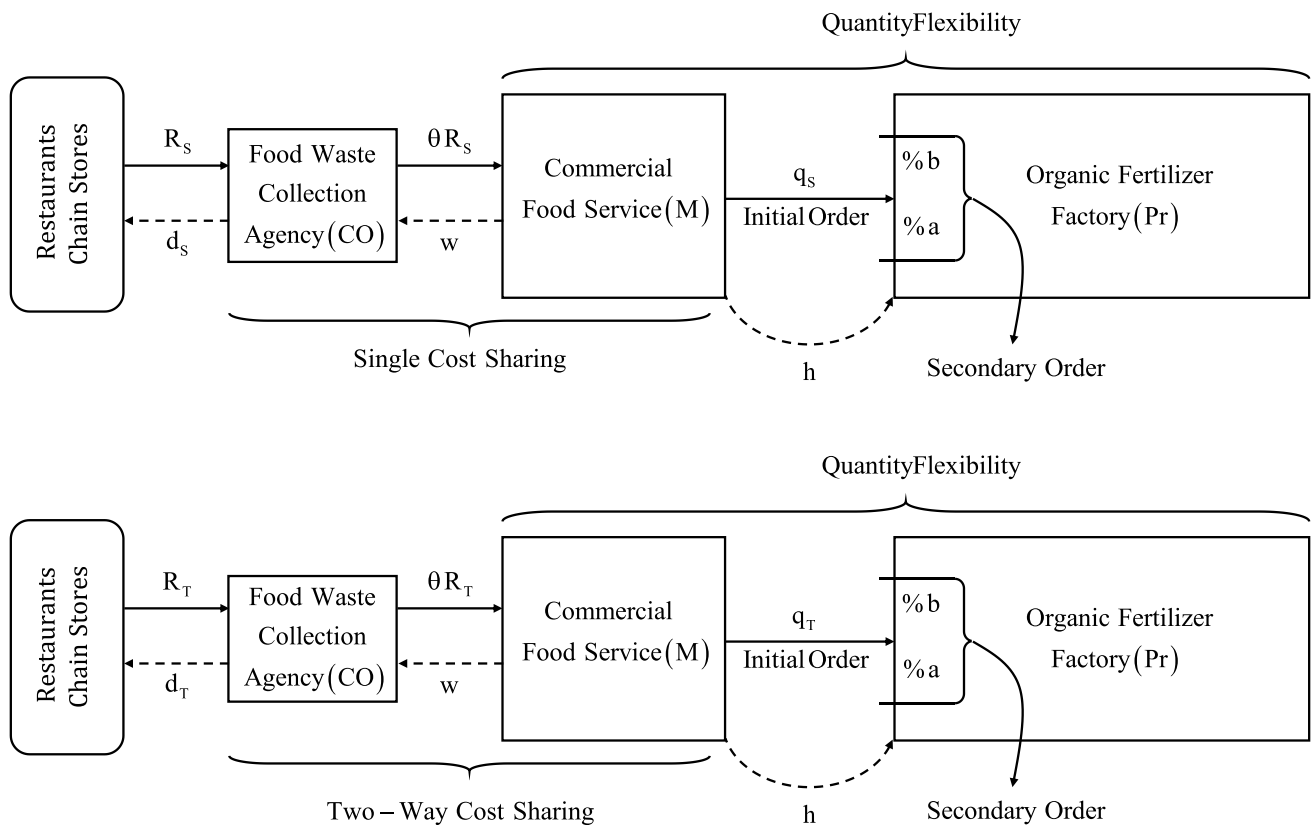 QuantityFlexibility
Restaurants
Chain Stores
R_S
d_S
Food Waste
Collection
Agency(CO)
θR_S
w
Commercial
Food Service(M)
q_S
Initial Order
%b
%a
Organic Fertilizer
Factory(Pr)
Single Cost Sharing
h
Secondary Order
QuantityFlexibility
Restaurants
Chain Stores
R_T
d_T
Food Waste
Collection
Agency(CO)
θR_T
w
Commercial
Food Service(M)
q_T
Initial Order
%b
%a
Organic Fertilizer
Factory(Pr)
Two–Way Cost Sharing
h
Secondary Order